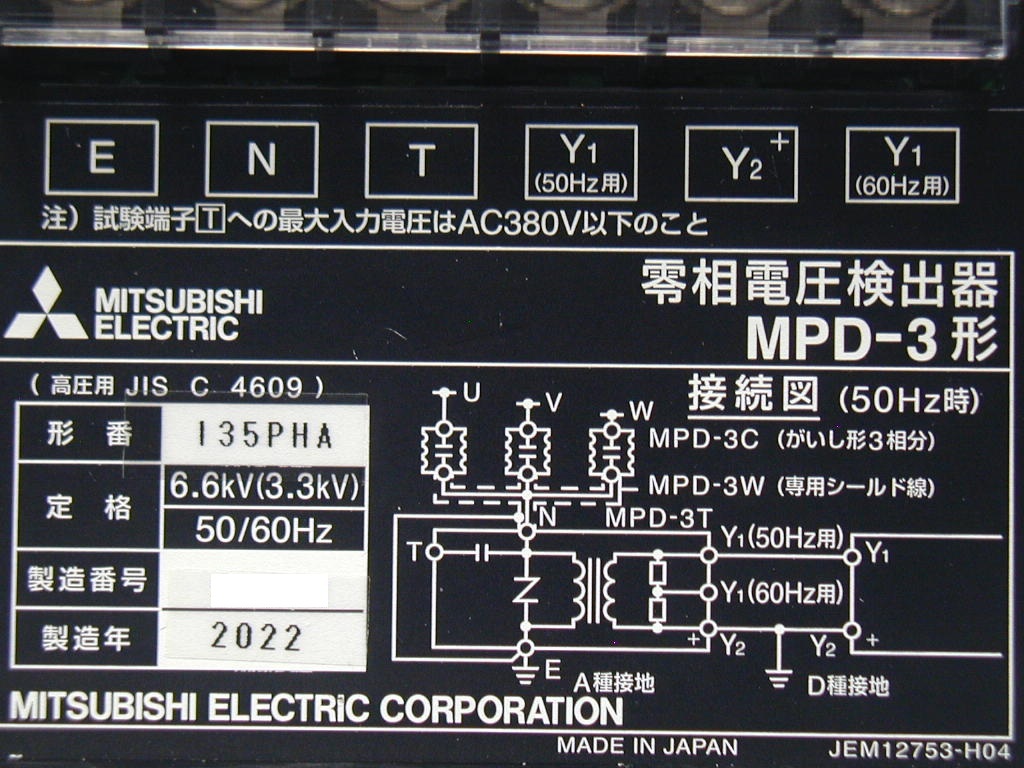 E N T Y1 Y2+ Y1
(50Hz用) (60Hz用)
注）試験端子Tへの最大入力電圧はAC380V以下のこと
MITSUBISHI
ELECTRIC
零相電圧検出器
MPD-3形
(高圧用 JIS C 4609)
形番 135PHA
定格 6.6kV(3.3kV)
50/60Hz
製造番号
製造年 2022
接続図 (50Hz時)
U
V
W
MPD-3C (がいし形3相分)
MPD-3W (専用シールド線)
N MPD-3T
T
Y1(50Hz用) Y1
Y1(60Hz用)
+ Y2 Y2 +
E A種接地 D種接地
MITSUBISHI ELECTRIC CORPORATION
MADE IN JAPAN
JEM12753-H04